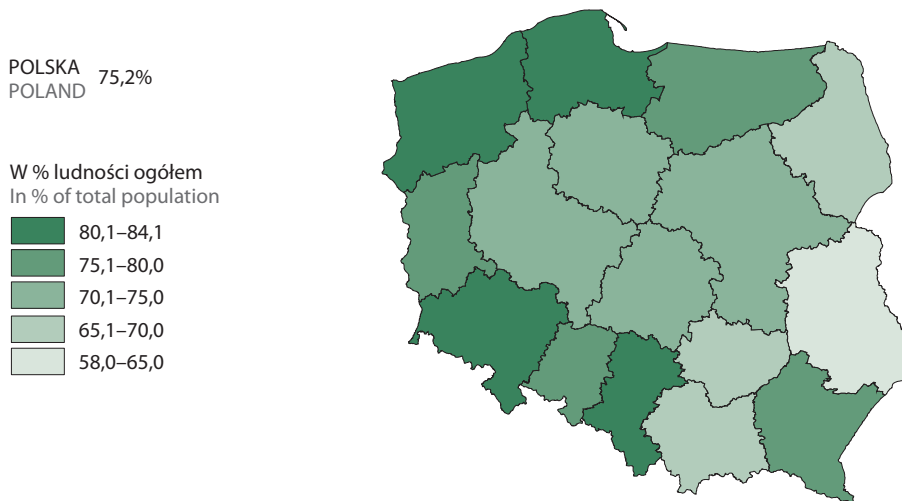 POLSKA 75,2%
POLAND
W % ludności ogółem
In % of total population
80,1–84,1
75,1–80,0
70,1–75,0
65,1–70,0
58,0–65,0